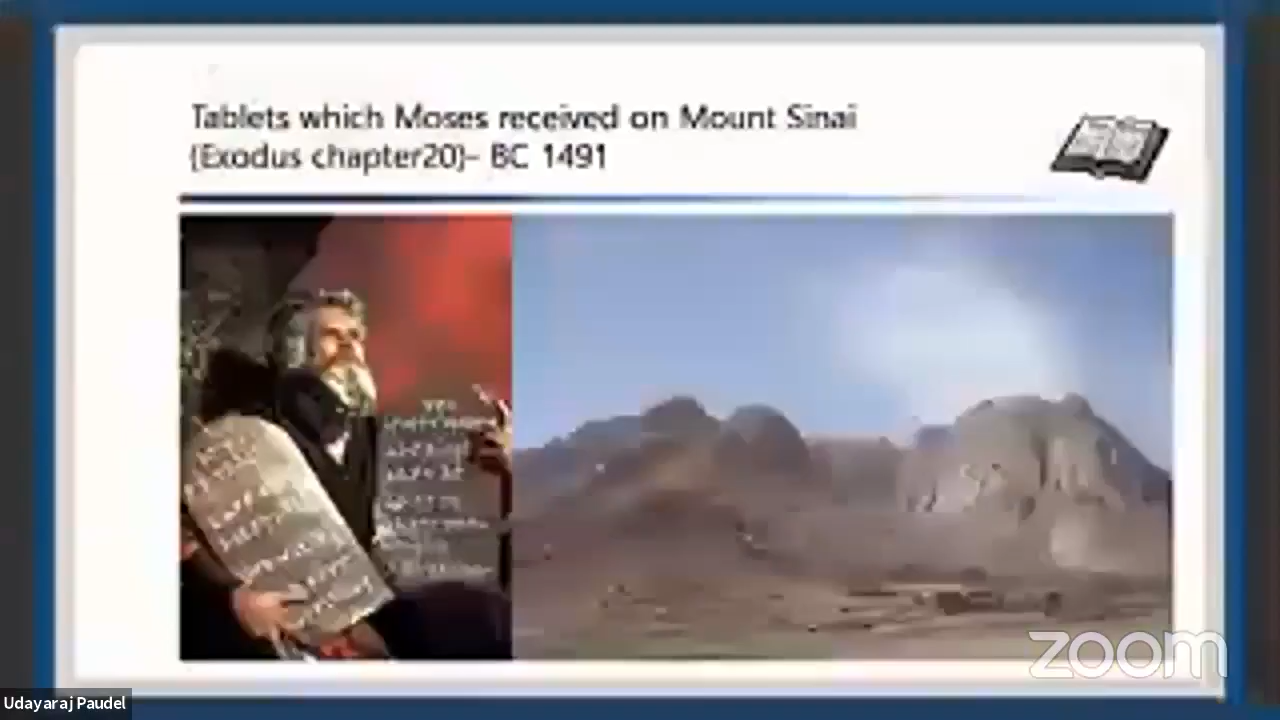 Tablets which Moses received on Mount Sinai
(Exodus chapter20)– BC 1491
zoom
Udayaraj Paudel